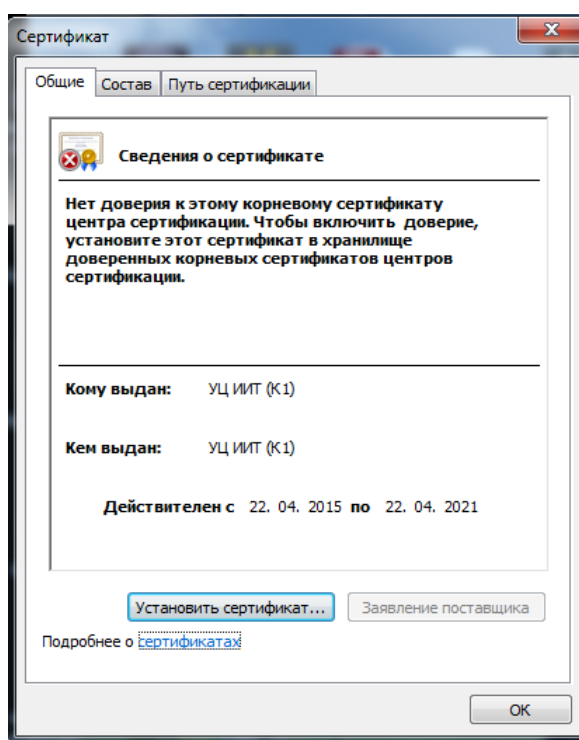 Сертификат
Общие Состав Путь сертификации
Сведения о сертификате
Нет доверия к этому корневому сертификату
центра сертификации. Чтобы включить доверие,
установите этот сертификат в хранилище
доверенных корневых сертификатов центров
сертификации.
Кому выдан: УЦ ИИТ (К1)
Кем выдан: УЦ ИИТ (К1)
Действителен с 22. 04. 2015 по 22. 04. 2021
Установить сертификат... Заявление поставщика
Подробнее о сертификатах
ОК